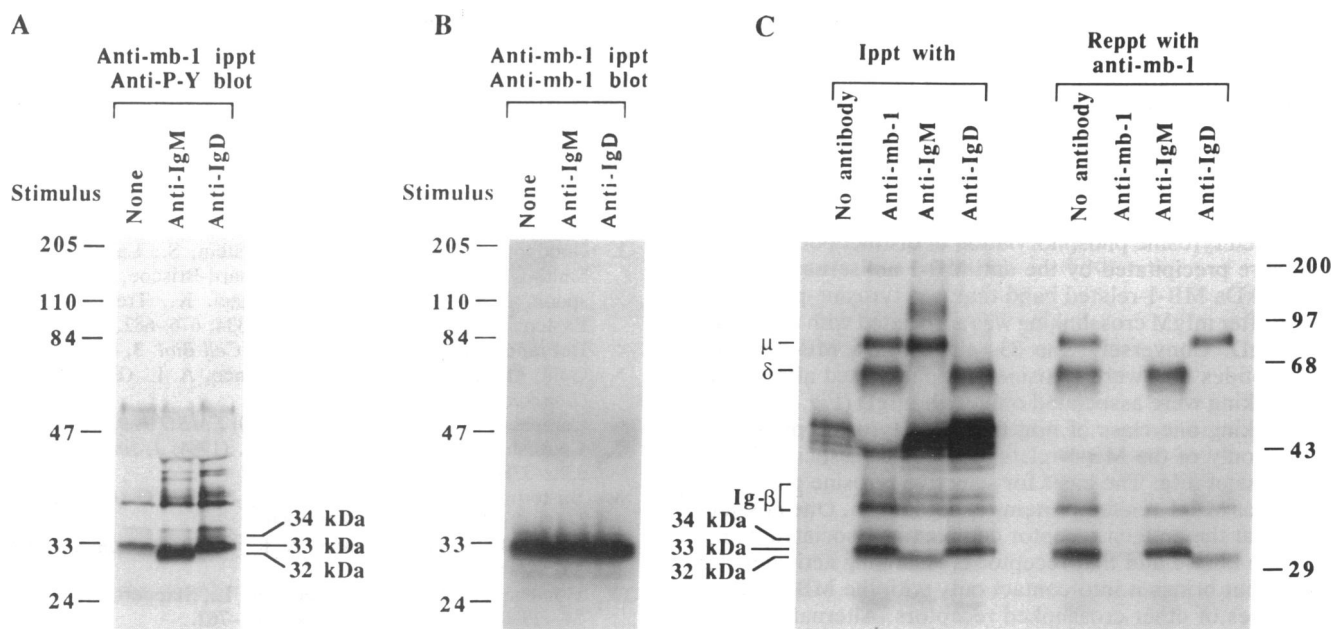 A
Anti-mb-1 ippt
Anti-P-Y blot
Stimulus
None
Anti-IgM
Anti-IgD
205
110
84
47
33
24
34 kDa
33 kDa
32 kDa
B
Anti-mb-1 ippt
Anti-mb-1 blot
Stimulus
None
Anti-IgM
Anti-IgD
205
110
84
47
33
24
C
Ippt with
Reppt with
anti-mb-1
No antibody
Anti-mb-1
Anti-IgM
Anti-IgD
No antibody
Anti-mb-1
Anti-IgM
Anti-IgD
μ
δ
Ig-β
34 kDa
33 kDa
32 kDa
200
97
68
43
29